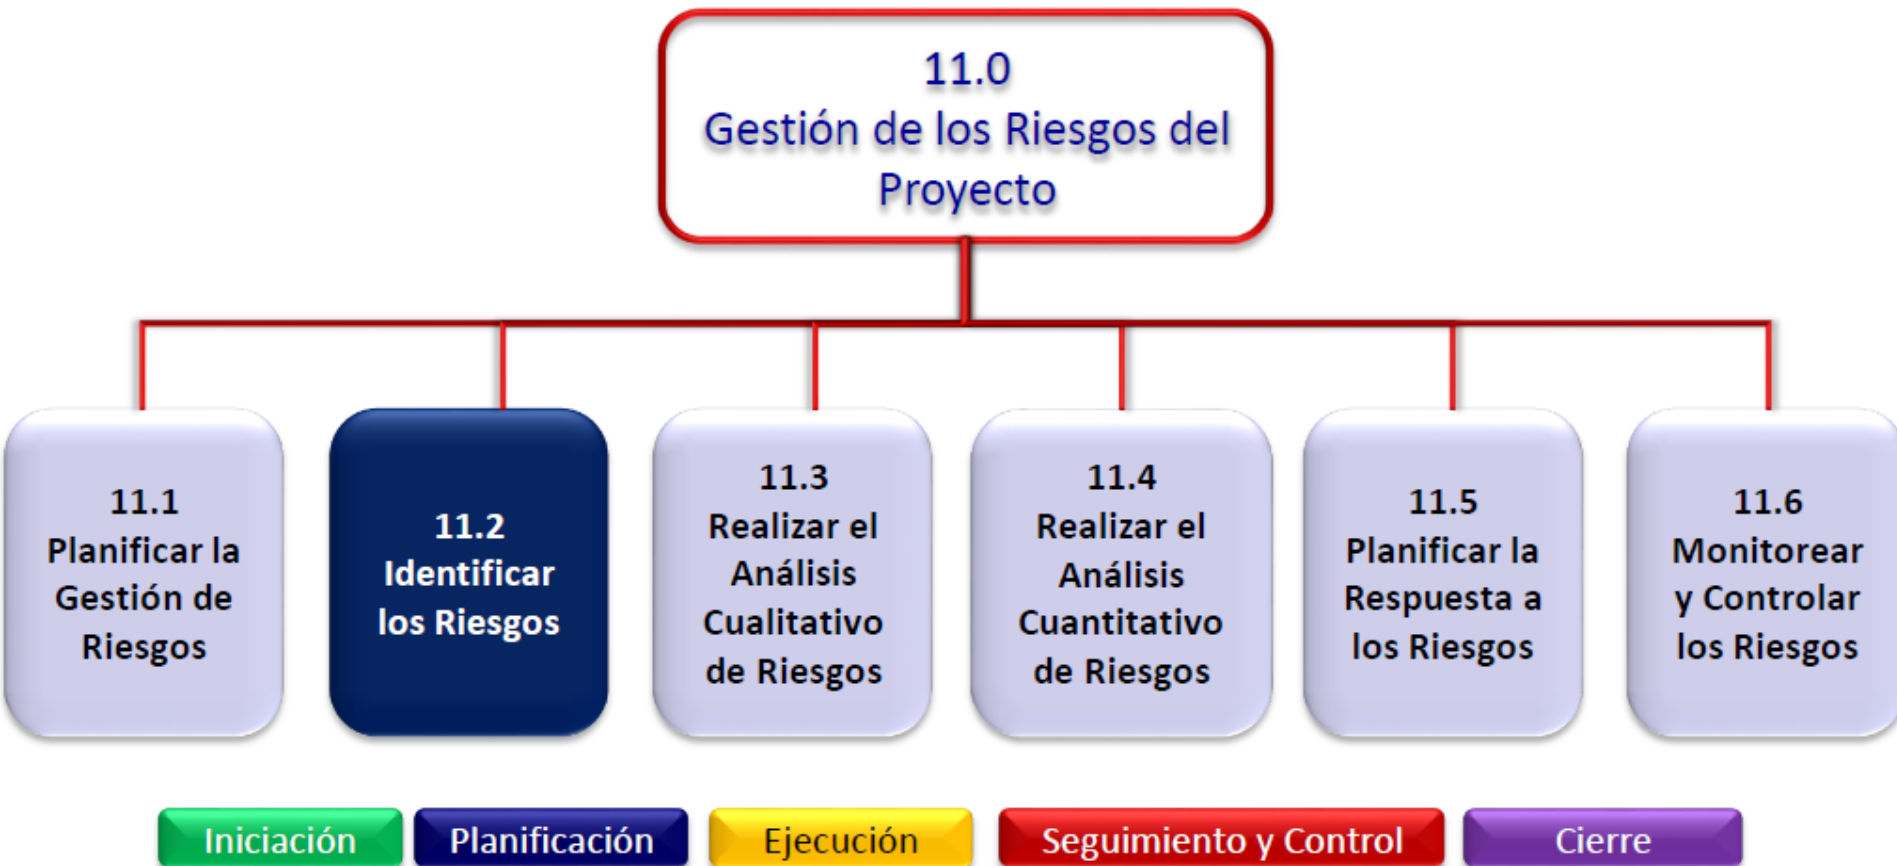 11.0
Gestión de los Riesgos del
Proyecto
11.1
Planificar la
Gestión de
Riesgos
11.2
Identificar
los Riesgos
11.3
Realizar el
Análisis
Cualitativo
de Riesgos
11.4
Realizar el
Análisis
Cuantitativo
de Riesgos
11.5
Planificar la
Respuesta a
los Riesgos
11.6
Monitorear
y Controlar
los Riesgos
Iniciación
Planificación
Ejecución
Seguimiento y Control
Cierre